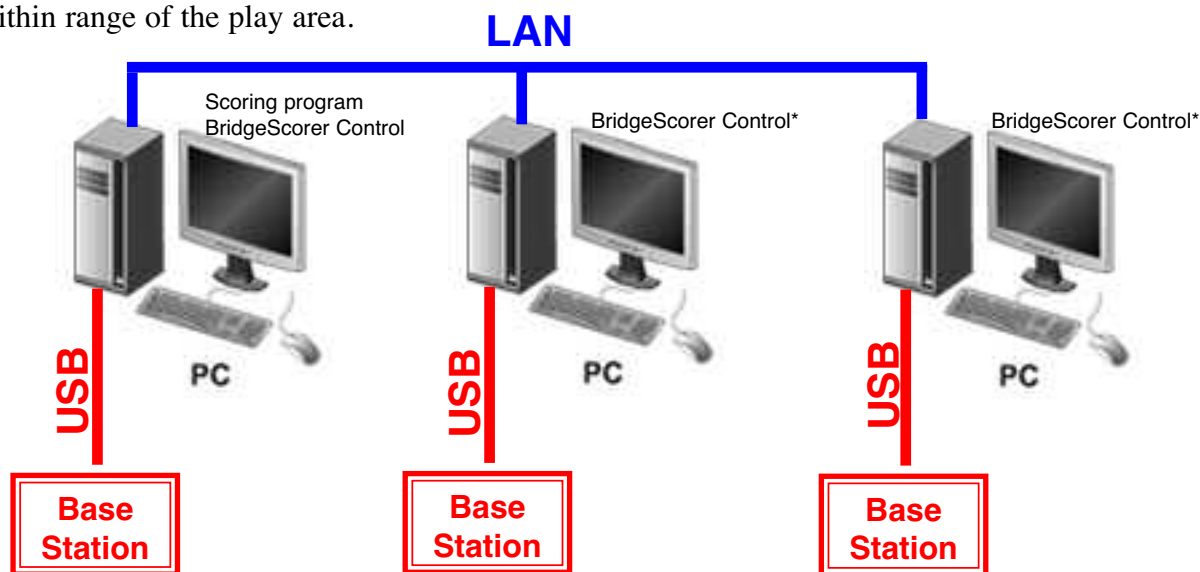 ithin range of the play area.
LAN
Scoring program
BridgeScorer Control
BridgeScorer Control*
BridgeScorer Control*
USB
PC
USB
PC
USB
PC
Base
Station
Base
Station
Base
Station